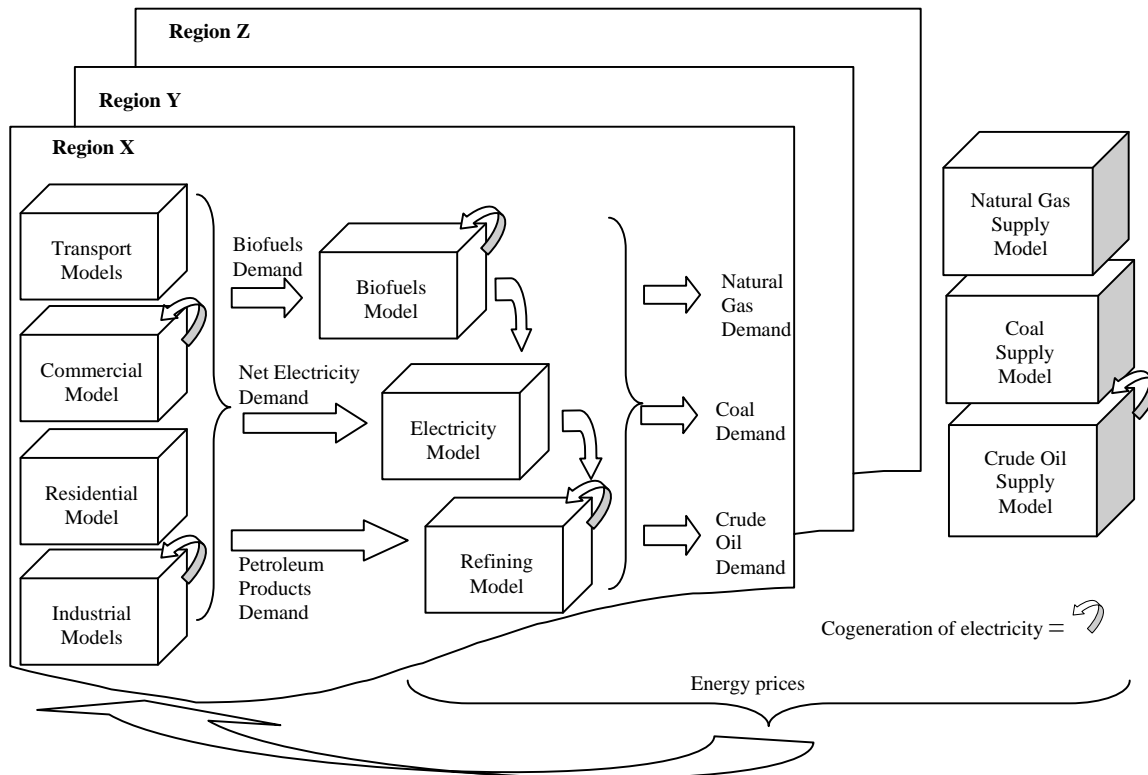 Region Z
Region Y
Region X
Transport
Models
Commercial
Model
Residential
Model
Industrial
Models
Biofuels
Demand
Net Electricity
Demand
Petroleum
Products
Demand
Biofuels
Model
Electricity
Model
Refining
Model
Natural
Gas
Demand
Coal
Demand
Crude
Oil
Demand
Natural Gas
Supply
Model
Coal
Supply
Model
Crude Oil
Supply
Model
Cogeneration of electricity =
Energy prices